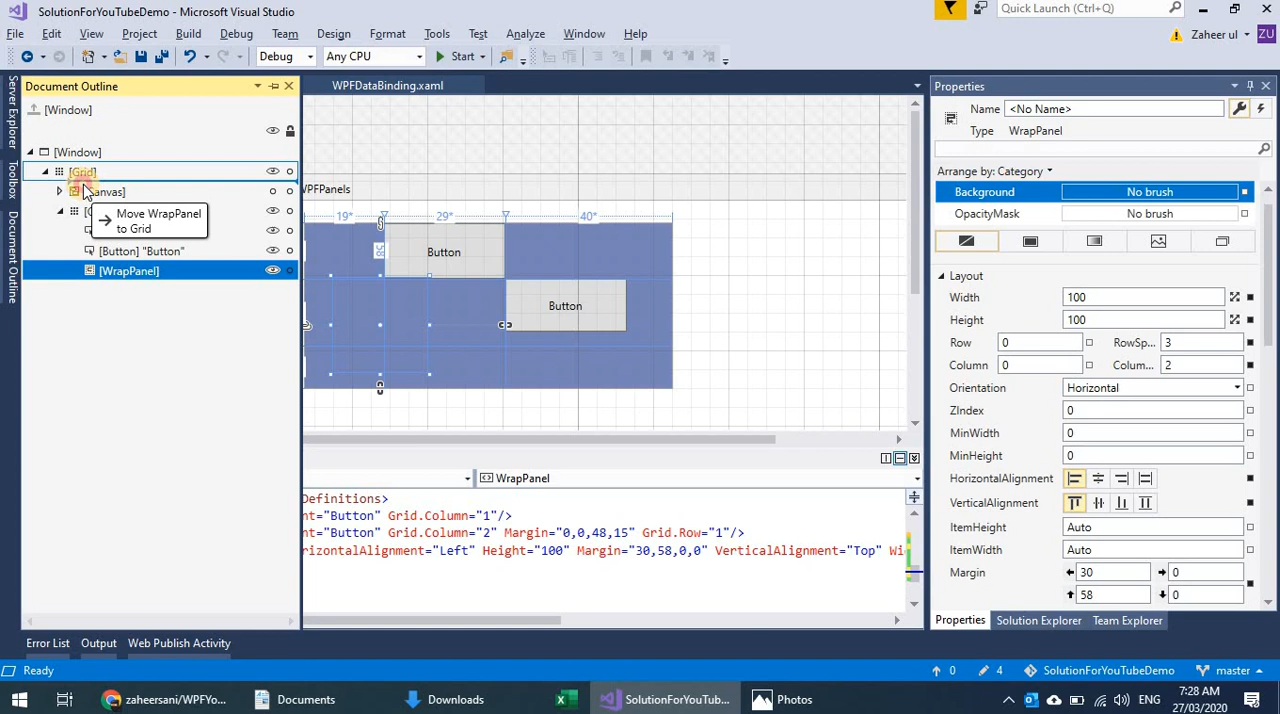 SolutionForYouTubeDemo - Microsoft Visual Studio
Quick Launch (Ctrl+Q)
File Edit View Project Build Debug Team Design Format Tools Test Analyze Window Help
Zaheer ul
ZU
Debug
Any CPU
Start
Server Explorer
Toolbox
Document Outline
Document Outline
[Window]
[Window]
[Grid]
Canvas]
[G
Move WrapPanel
to Grid
[Button] "Button"
[WrapPanel]
WPFDataBinding.xaml
WPFPanels
19*
29*
40*
58
Button
Button
WrapPanel
Definitions>
nt="Button" Grid.Column="1"/>
nt="Button" Grid.Column="2" Margin="0,0,48,15" Grid.Row="1"/>
rizontalAlignment="Left" Height="100" Margin="30,58,0,0" VerticalAlignment="Top" Wi
Properties
Name <No Name>
Type WrapPanel
Arrange by: Category
Background No brush
OpacityMask No brush
Layout
Width 100
Height 100
Row 0 RowSp... 3
Column 0 Colum... 2
Orientation Horizontal
ZIndex 0
MinWidth 0
MinHeight 0
HorizontalAlignment
VerticalAlignment
ItemHeight Auto
ItemWidth Auto
Margin 30 0
58 0
Properties Solution Explorer Team Explorer
Error List Output Web Publish Activity
Ready
0
4
SolutionForYouTubeDemo
master
zaheersani/WPFYo...
Documents
Downloads
SolutionForYouTub...
Photos
ENG
7:28 AM
27/03/2020